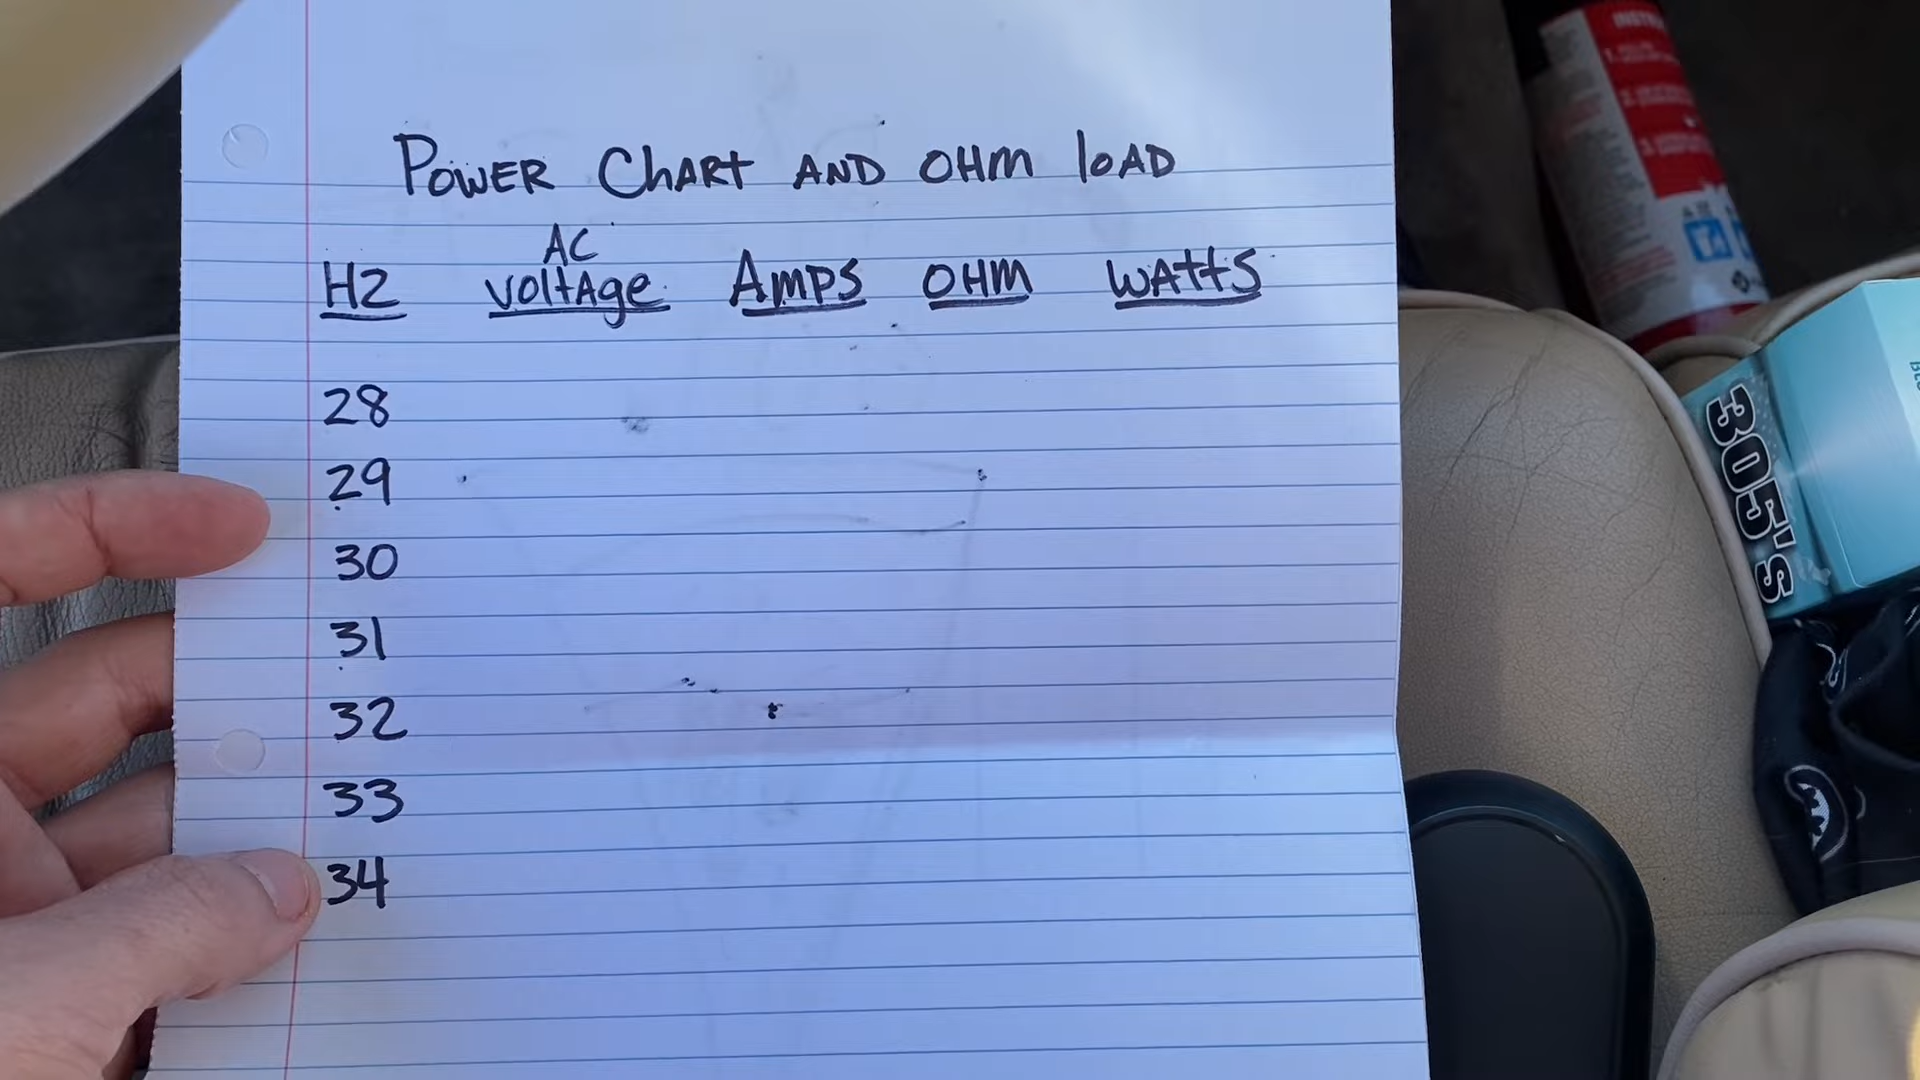 POWER CHART AND OHM LOAD
AC
HZ VOLTAGE AMPS OHM WATTS
28
29
30
31
32
33
34
305's